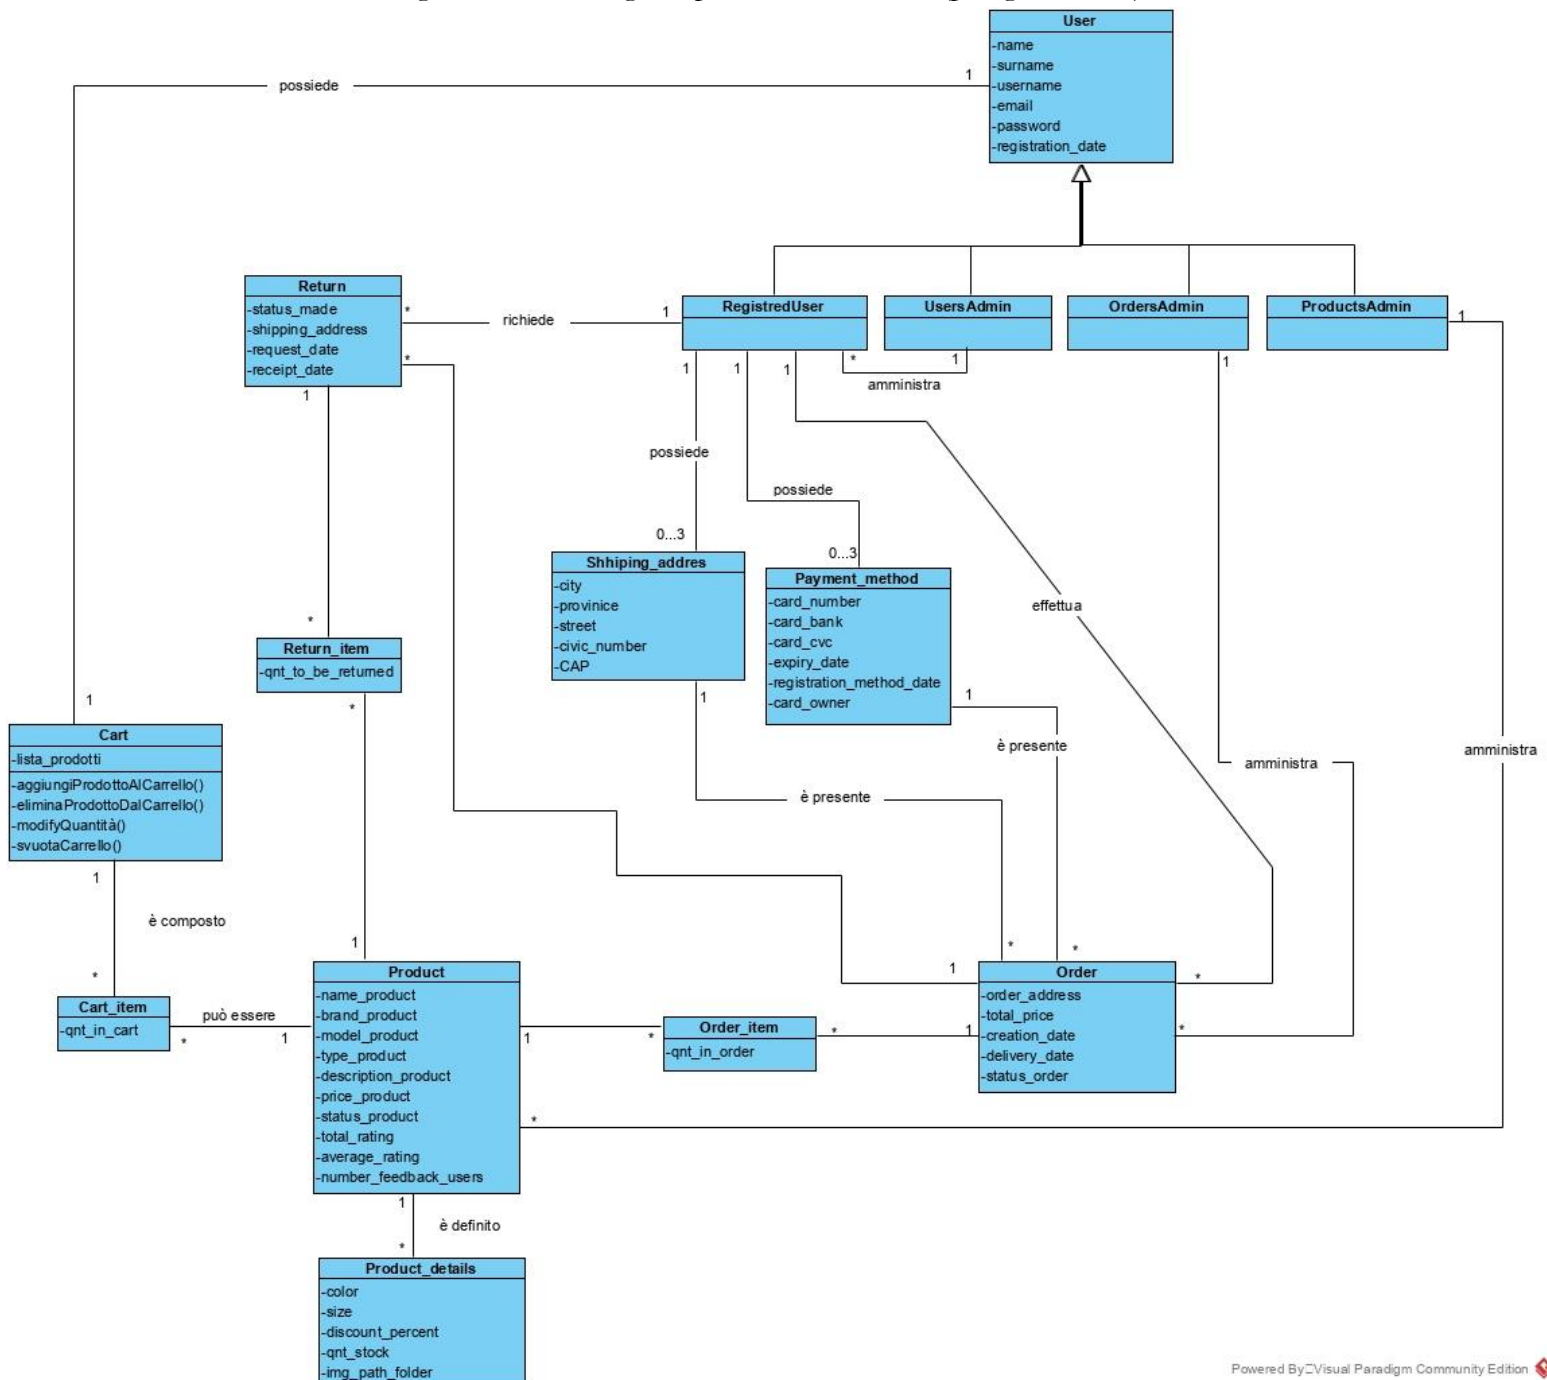 User
-name
-surname
-username
-email
-password
-registration_date
1
possiede
1
Return
-status_made
-shipping_address
-request_date
-receipt_date
*
richiede
1
*
1
RegistredUser
UsersAdmin
OrdersAdmin
ProductsAdmin
1
*
1
amministra
1
1
1
1
possiede
0...3
possiede
0...3
Shhiping_addres
-city
-provinice
-street
-civic_number
-CAP
1
Payment_method
-card_number
-card_bank
-card_cvc
-expiry_date
-registration_method_date
-card_owner
1
effettua
è presente
è presente
amministra
amministra
*
Return_item
-qnt_to_be_returned
*
1
Cart
-lista_prodotti
-aggiungiProdottoAlCarrello()
-eliminaProdottoDalCarrello()
-modifyQuantità()
-svuotaCarrello()
1
è composto
*
Cart_item
-qnt_in_cart
può essere
*
1
Product
-name_product
-brand_product
-model_product
-type_product
-description_product
-price_product
-status_product
-total_rating
-average_rating
-number_feedback_users
1
*
Order_item
-qnt_in_order
*
1
1
*
*
*
*
Order
-order_address
-total_price
-creation_date
-delivery_date
-status_order
*
1
è definito
*
Product_details
-color
-size
-discount_percent
-qnt_stock
-img_path_folder
Powered By Visual Paradigm Community Edition